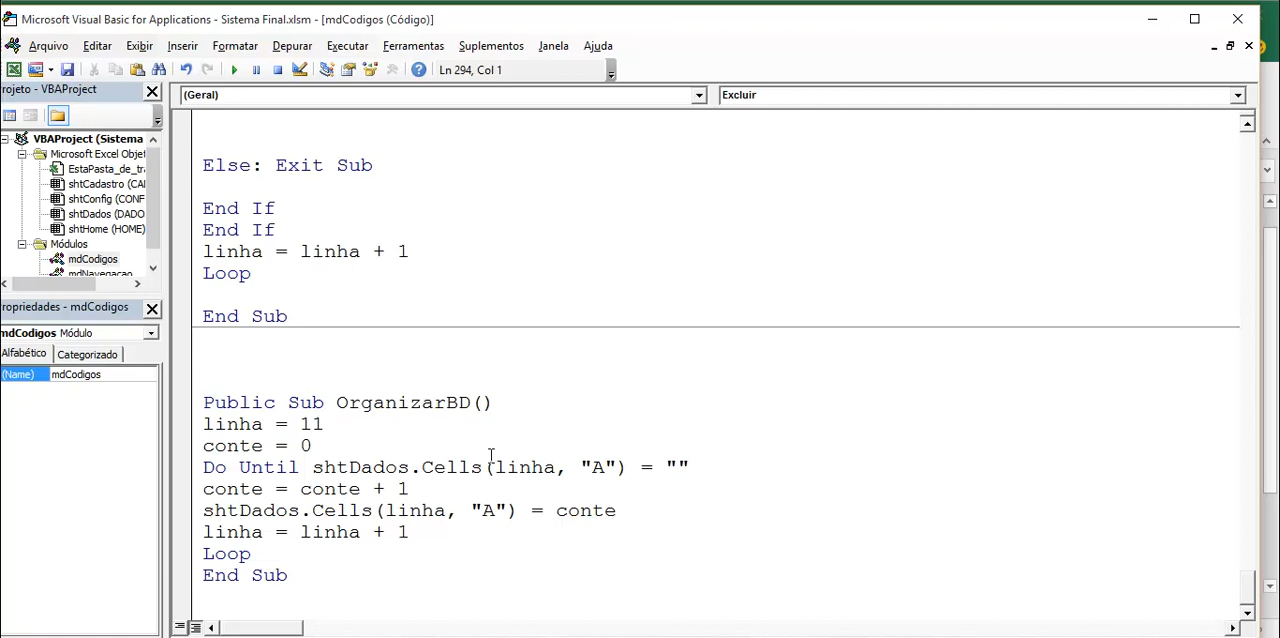 Microsoft Visual Basic for Applications - Sistema Final.xlsm - [mdCodigos (Código)]
Arquivo Editar Exibir Inserir Formatar Depurar Executar Ferramentas Suplementos Janela Ajuda
Ln 294, Col 1
rojeto - VBAProject
(Geral)
Excluir
VBAProject (Sistema
Microsoft Excel Objet
EstaPasta_de_tr
shtCadastro (CAI
shtConfig (CONF
shtDados (DADO
shtHome (HOME)
Módulos
mdCodigos
mdNavegacao
ropriedades - mdCodigos
mdCodigos Módulo
Alfabético Categorizado
(Name) mdCodigos
Else: Exit Sub
End If
End If
linha = linha + 1
Loop
End Sub
Public Sub OrganizarBD()
linha = 11
conte = 0
Do Until shtDados.Cells(linha, "A") = ""
conte = conte + 1
shtDados.Cells(linha, "A") = conte
linha = linha + 1
Loop
End Sub